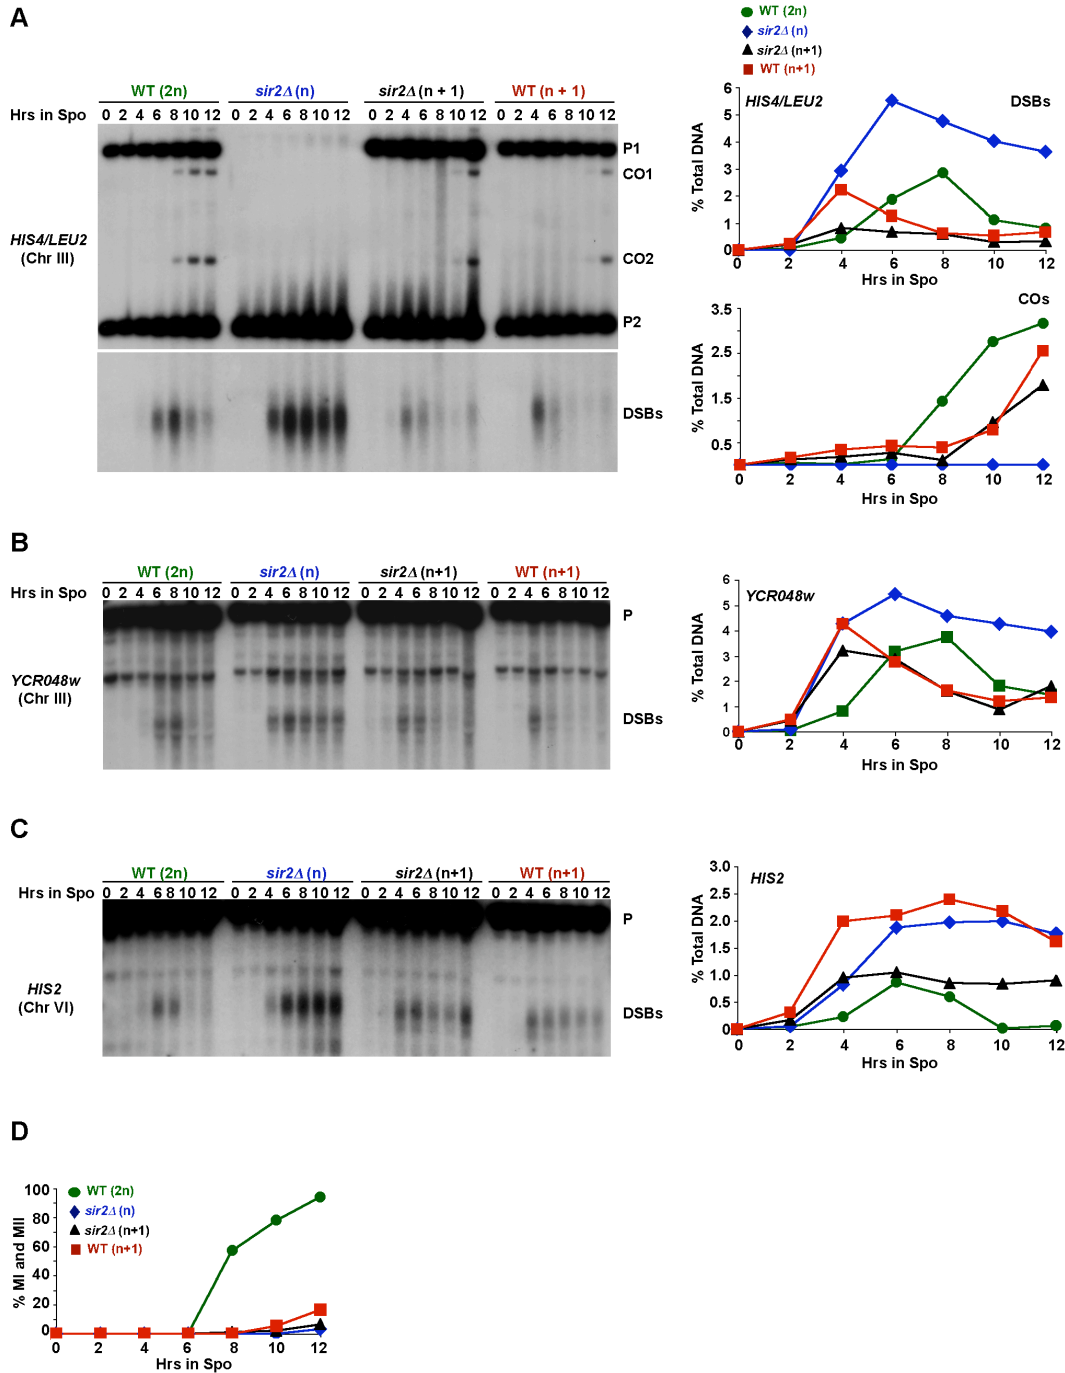 A
WT (2n) sir2Δ (n) sir2Δ (n + 1) WT (n + 1)
Hrs in Spo 0 2 4 6 8 10 12 0 2 4 6 8 10 12 0 2 4 6 8 10 12 0 2 4 6 8 10 12
P1
CO1
HIS4/LEU2
(Chr III)
CO2
P2
DSBs
WT (2n)
sir2Δ (n)
sir2Δ (n+1)
WT (n+1)
HIS4/LEU2 DSBs
% Total DNA
6
5
4
3
2
1
0
0 2 4 6 8 10 12
Hrs in Spo
COs
% Total DNA
3.5
2.5
1.5
0.5
0 2 4 6 8 10 12
Hrs in Spo
B
WT (2n) sir2Δ (n) sir2Δ (n+1) WT (n+1)
Hrs in Spo 0 2 4 6 8 10 12 0 2 4 6 8 10 12 0 2 4 6 8 10 12 0 2 4 6 8 10 12
P
YCR048w
(Chr III)
DSBs
YCR048w
% Total DNA
6
5
4
3
2
1
0
0 2 4 6 8 10 12
Hrs in Spo
C
WT (2n) sir2Δ (n) sir2Δ (n+1) WT (n+1)
Hrs in Spo 0 2 4 6 8 10 12 0 2 4 6 8 10 12 0 2 4 6 8 10 12 0 2 4 6 8 10 12
P
HIS2
(Chr VI)
DSBs
HIS2
% Total DNA
3.0
2.5
2.0
1.5
1.0
0.5
0
0 2 4 6 8 10 12
Hrs in Spo
D
% MI and MII
100
80
60
40
20
0
WT (2n)
sir2Δ (n)
sir2Δ (n+1)
WT (n+1)
0 2 4 6 8 10 12
Hrs in Spo